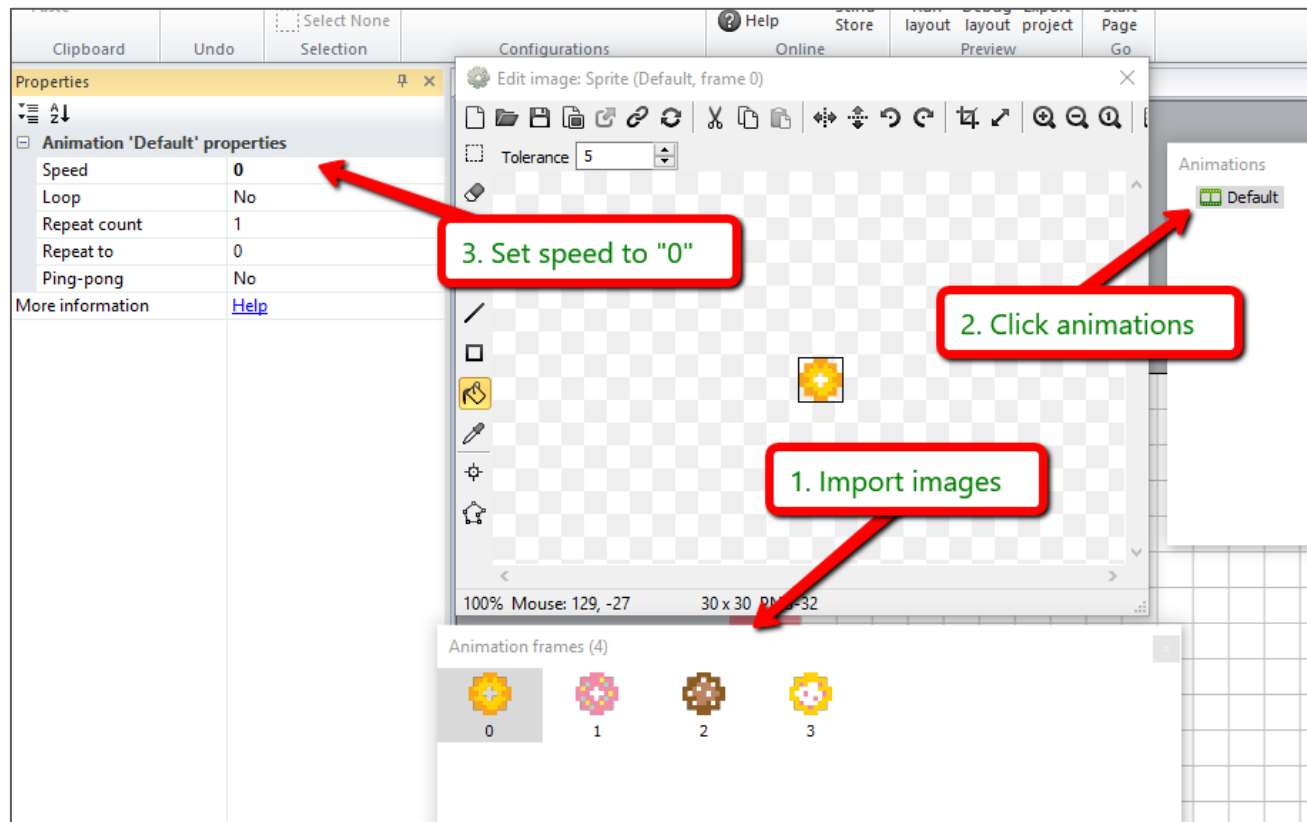 Select None
Clipboard
Undo
Selection
Configurations
Help
Store
Online
layout layout project
Preview
Page
Go
Properties
Animation 'Default' properties
Speed 0
Loop No
Repeat count 1
Repeat to 0
Ping-pong No
More information Help
Edit image: Sprite (Default, frame 0)
Tolerance 5
3. Set speed to "0"
Animations
Default
2. Click animations
1. Import images
100% Mouse: 129, -27 30 x 30
Animation frames (4)
0 1 2 3